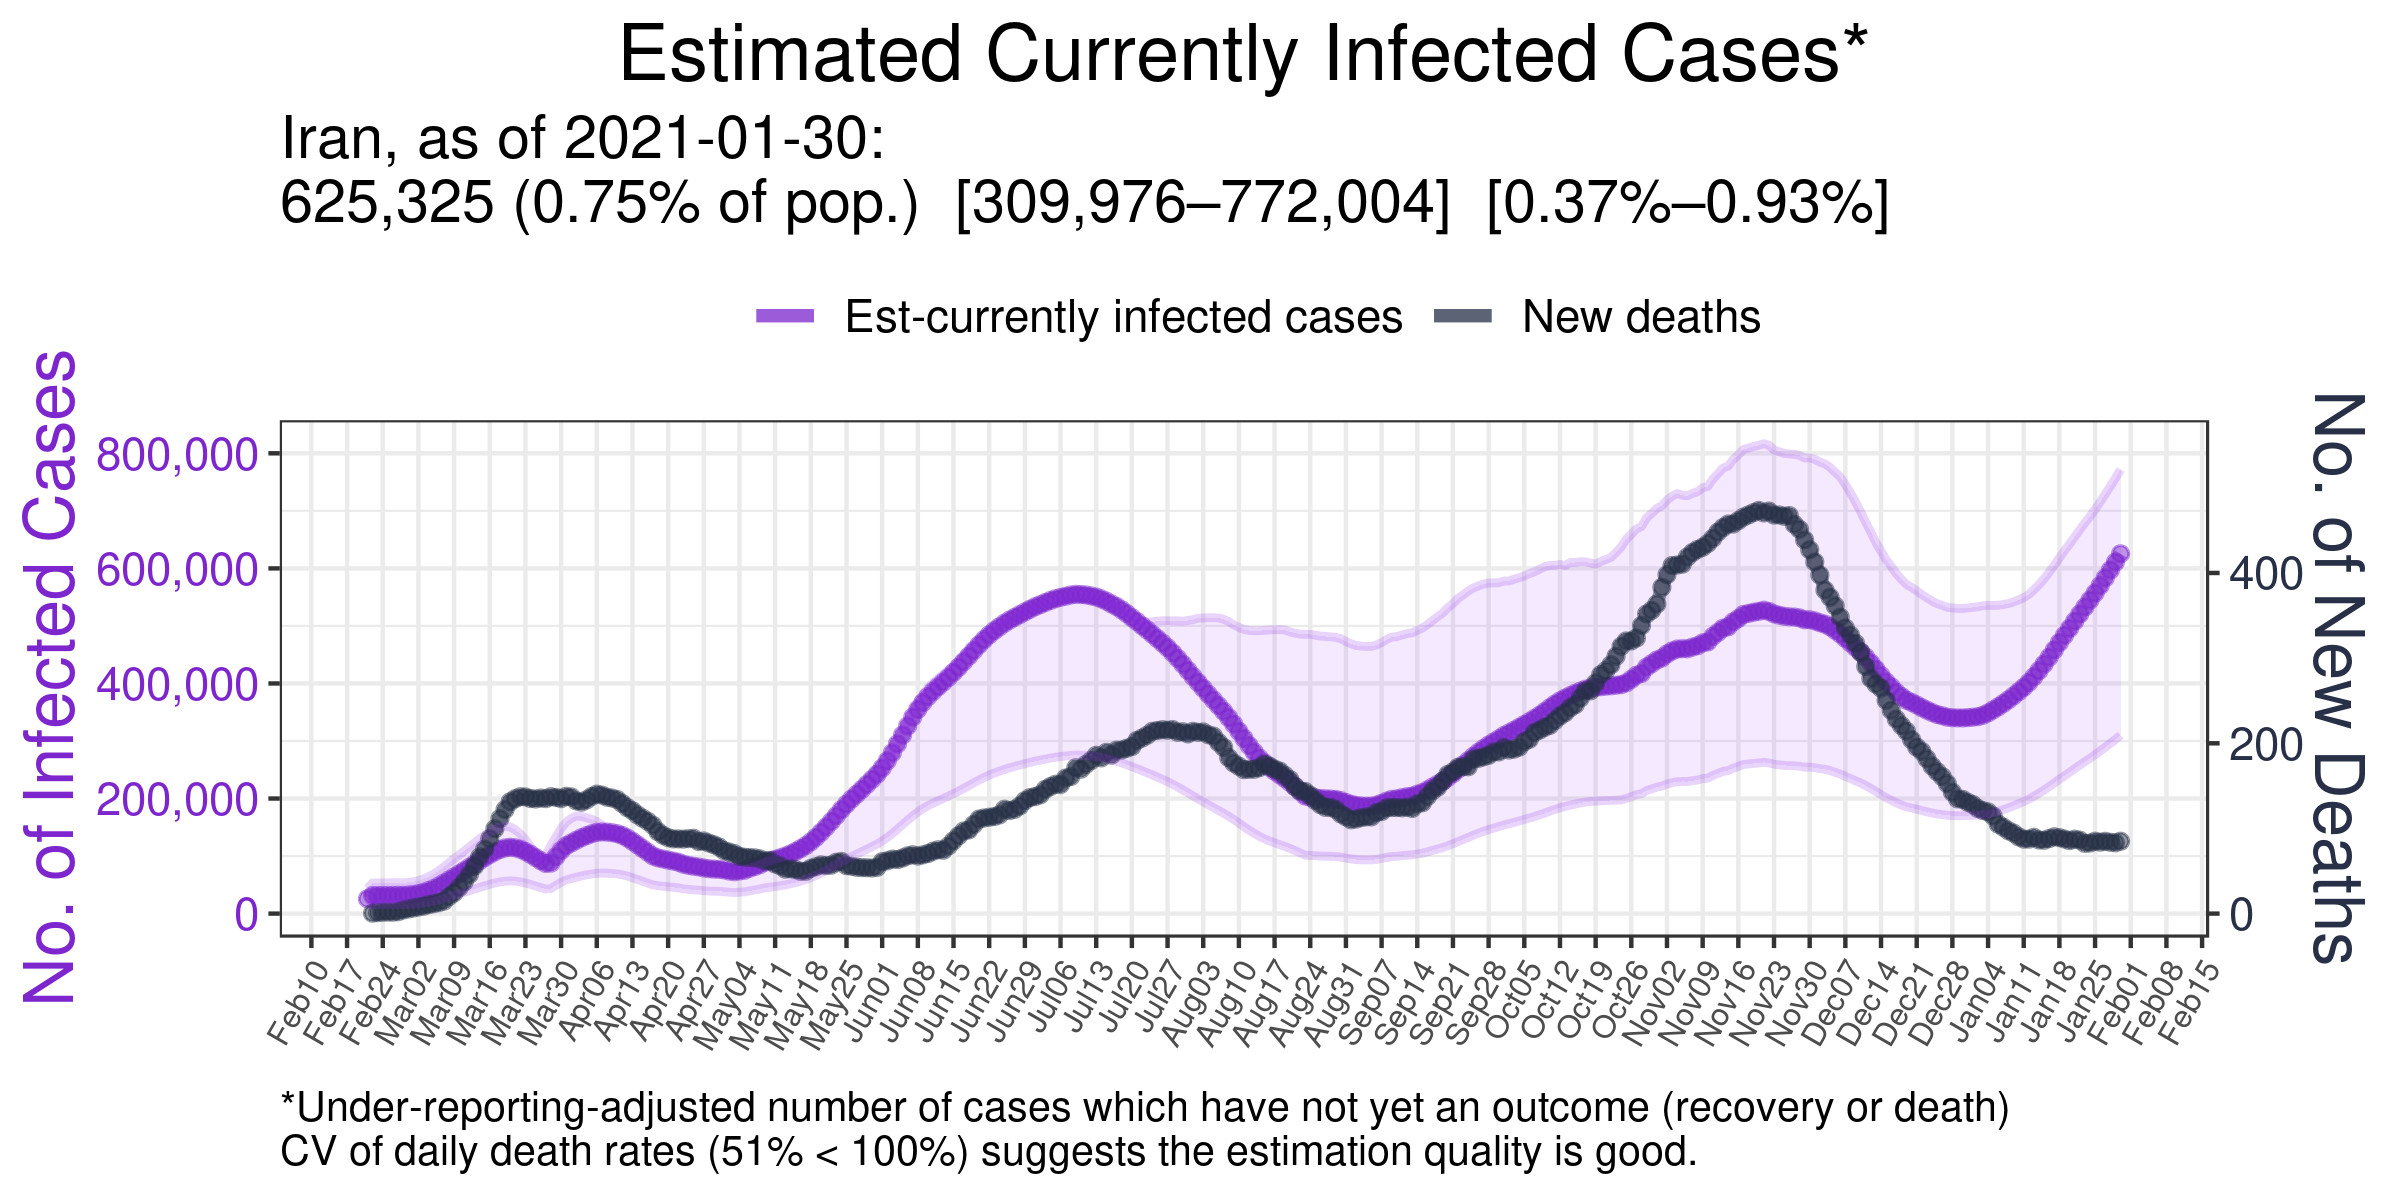 Estimated Currently Infected Cases*
Iran, as of 2021-01-30:
625,325 (0.75% of pop.) [309,976–772,004] [0.37%–0.93%]
Est-currently infected cases
New deaths
No. of Infected Cases
800,000
600,000
400,000
200,000
0
No. of New Deaths
400
200
0
Feb10
Feb17
Feb24
Mar02
Mar09
Mar16
Mar23
Mar30
Apr06
Apr13
Apr20
Apr27
May04
May11
May18
May25
Jun01
Jun08
Jun15
Jun22
Jun29
Jul06
Jul13
Jul20
Jul27
Aug03
Aug10
Aug17
Aug24
Aug31
Sep07
Sep14
Sep21
Sep28
Oct05
Oct12
Oct19
Oct26
Nov02
Nov09
Nov16
Nov23
Nov30
Dec07
Dec14
Dec21
Dec28
Jan04
Jan11
Jan18
Jan25
Feb01
Feb08
Feb15
*Under-reporting-adjusted number of cases which have not yet an outcome (recovery or death)
CV of daily death rates (51% < 100%) suggests the estimation quality is good.